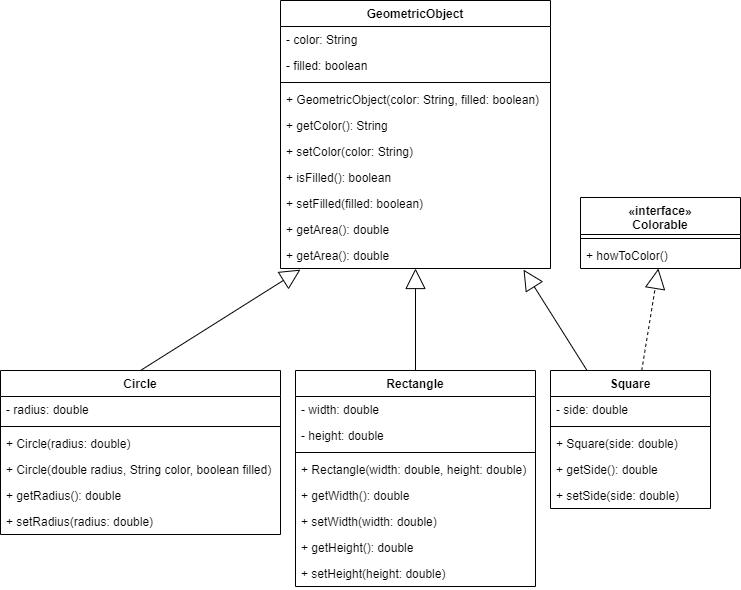 GeometricObject
- color: String
- filled: boolean
+ GeometricObject(color: String, filled: boolean)
+ getColor(): String
+ setColor(color: String)
+ isFilled(): boolean
+ setFilled(filled: boolean)
+ getArea(): double
+ getArea(): double
«interface»
Colorable
+ howToColor()
Circle
- radius: double
+ Circle(radius: double)
+ Circle(double radius, String color, boolean filled)
+ getRadius(): double
+ setRadius(radius: double)
Rectangle
- width: double
- height: double
+ Rectangle(width: double, height: double)
+ getWidth(): double
+ setWidth(width: double)
+ getHeight(): double
+ setHeight(height: double)
Square
- side: double
+ Square(side: double)
+ getSide(): double
+ setSide(side: double)